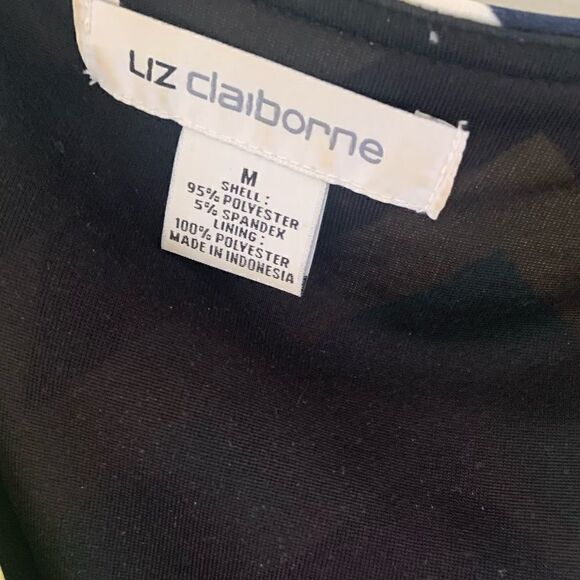 LIZ claiborne
M
SHELL:
95% POLYESTER
5% SPANDEX
LINING:
100% POLYESTER
MADE IN INDONESIA